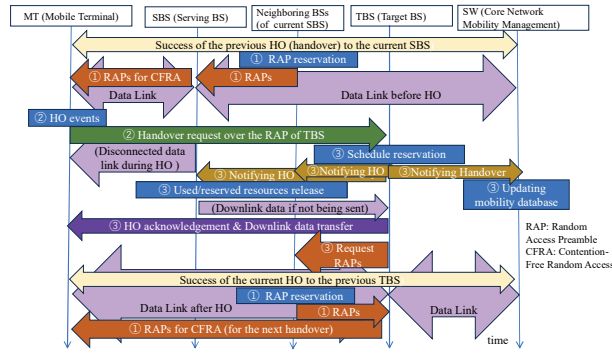 MT (Mobile Terminal)
SBS (Serving BS)
Neighboring BSs
(of current SBS)
TBS (Target BS)
SW (Core Network
Mobility Management)
Success of the previous HO (handover) to the current SBS
① RAP reservation
① RAPs for CFRA
① RAPs
Data Link
Data Link before HO
② HO events
② Handover request over the RAP of TBS
(Disconnected data
link during HO )
③ Schedule reservation
③ Notifying HO
③Notifying HO
③Notifying Handover
③ Used/reserved resources release
③ Updating
mobility database
(Downlink data if not being sent)
③ HO acknowledgement & Downlink data transfer
③ Request
RAPs
RAP: Random
Access Preamble
CFRA: Contention-
Free Random Access
Success of the current HO to the previous TBS
Data Link after HO
① RAP reservation
Data Link
① RAPs
① RAPs for CFRA (for the next handover)
time